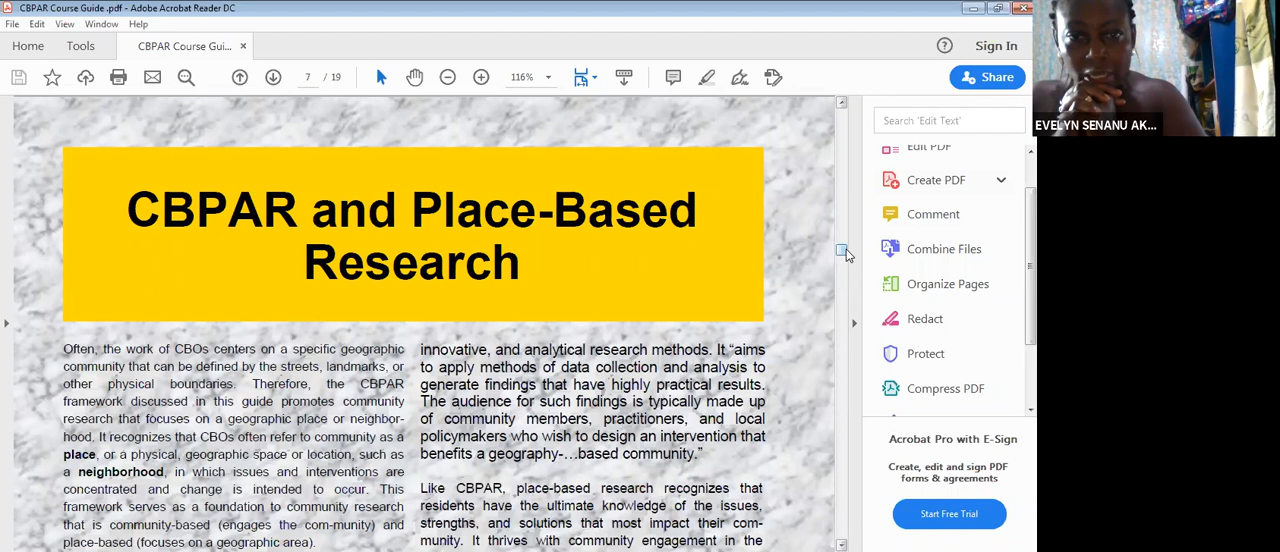 CBPAR Course Guide .pdf - Adobe Acrobat Reader DC
File Edit View Window Help
Home Tools CBPAR Course Gui... × Sign In
7 / 19 116% Share
EVELYN SENANU AK...
Search 'Edit Text'
Edit PDF
Create PDF
Comment
Combine Files
Organize Pages
Redact
Protect
Compress PDF
Acrobat Pro with E-Sign
Create, edit and sign PDF
forms & agreements
Start Free Trial
CBPAR and Place-Based
Research
Often, the work of CBOs centers on a specific geographic
community that can be defined by the streets, landmarks, or
other physical boundaries. Therefore, the CBPAR
framework discussed in this guide promotes community
research that focuses on a geographic place or neighbor-
hood. It recognizes that CBOs often refer to community as a
place, or a physical, geographic space or location, such as
a neighborhood, in which issues and interventions are
concentrated and change is intended to occur. This
framework serves as a foundation to community research
that is community-based (engages the com-munity) and
place-based (focuses on a geographic area).
innovative, and analytical research methods. It “aims
to apply methods of data collection and analysis to
generate findings that have highly practical results.
The audience for such findings is typically made up
of community members, practitioners, and local
policymakers who wish to design an intervention that
benefits a geography-…based community.”
Like CBPAR, place-based research recognizes that
residents have the ultimate knowledge of the issues,
strengths, and solutions that most impact their com-
munity. It thrives with community engagement in the